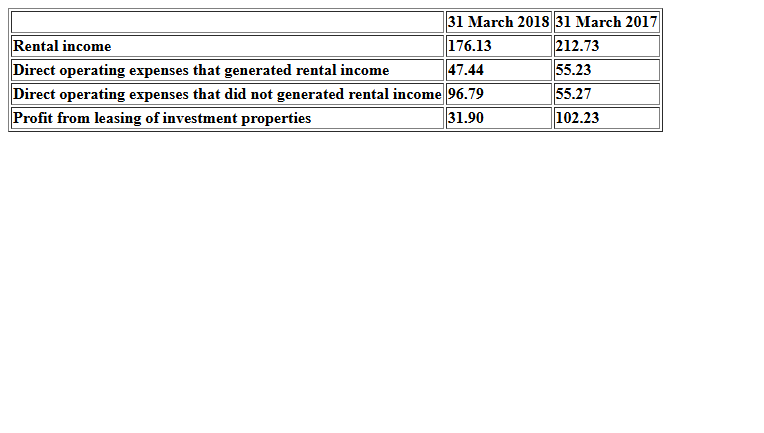 31 March 2018 31 March 2017
Rental income 176.13 212.73
Direct operating expenses that generated rental income 47.44 55.23
Direct operating expenses that did not generated rental income 96.79 55.27
Profit from leasing of investment properties 31.90 102.23